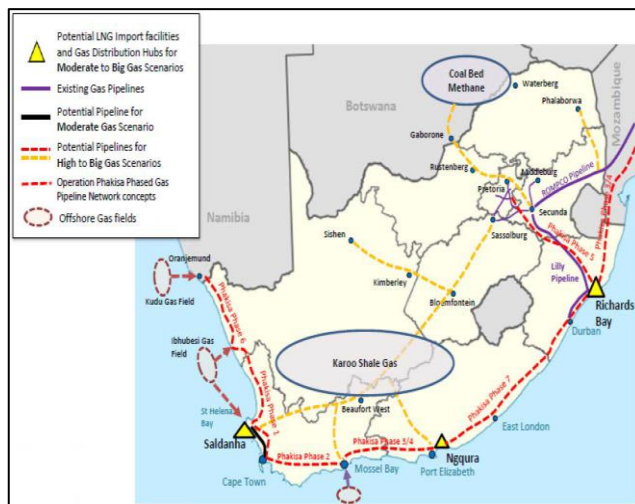 Potential LNG Import facilities
and Gas Distribution Hubs for
Moderate to Big Gas Scenarios
Existing Gas Pipelines
Potential Pipeline for
Moderate Gas Scenario
Potential Pipelines for
High to Big Gas Scenarios
Operation Phakisa Phased Gas
Pipeline Network concepts
Offshore Gas fields
Coal Bed
Methane
Waterberg
Phalaborwa
Mozambique
Botswana
Gaborone
Rustenberg
Middleburg
Pretoria
ROMPCO Pipeline
Secunda
Sassolburg
Phakisa Phase 5
Lilly
Pipeline
Richards
Bay
Durban
Namibia
Oranjemund
Kudu Gas Field
Sishen
Kimberley
Bloomfontein
Phakisa Phase 6
Ibhubesi Gas
Field
Karoo Shale Gas
Beaufort West
St Helena
Bay
Phakisa Phase 1
Saldanha
Cape Town
Phakisa Phase 2
Mossel Bay
Phakisa Phase 3/4
Ngqura
Port Elizabeth
East London
Phakisa Phase 7